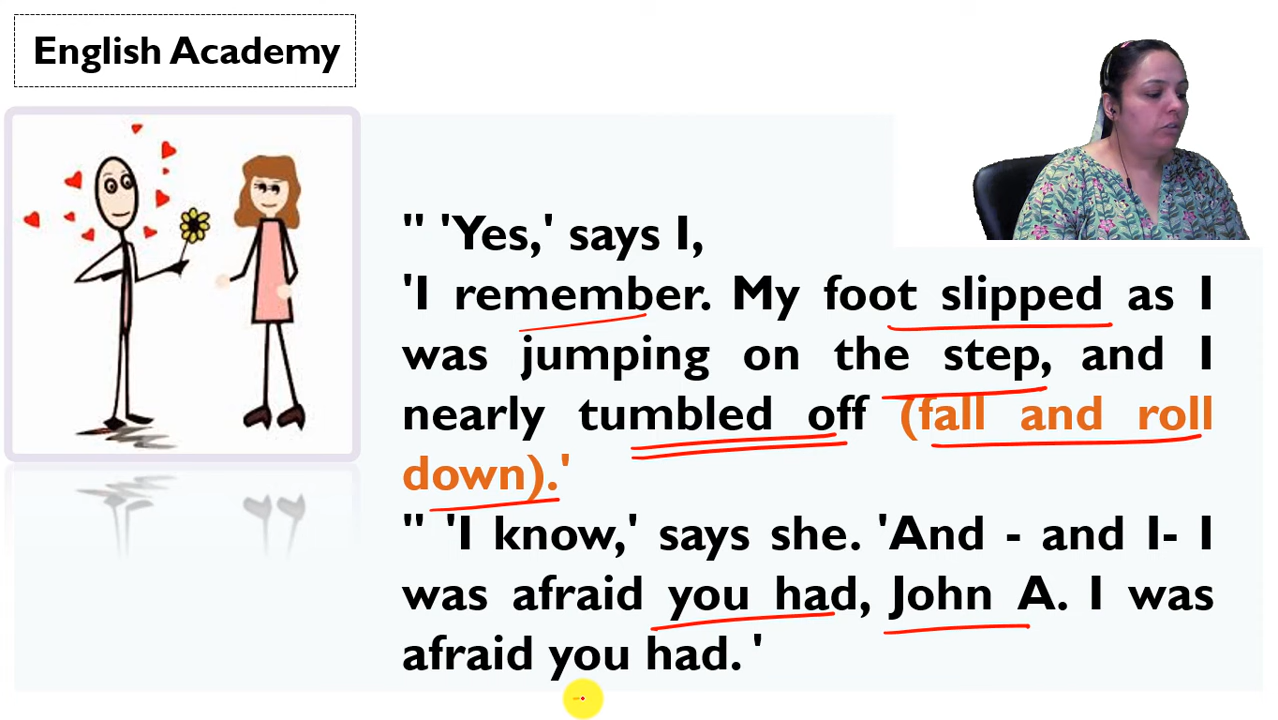 English Academy
" 'Yes,' says I,
'I remember. My foot slipped as I
was jumping on the step, and I
nearly tumbled off (fall and roll
down).'
" 'I know,' says she. 'And - and I- I
was afraid you had, John A. I was
afraid you had. '